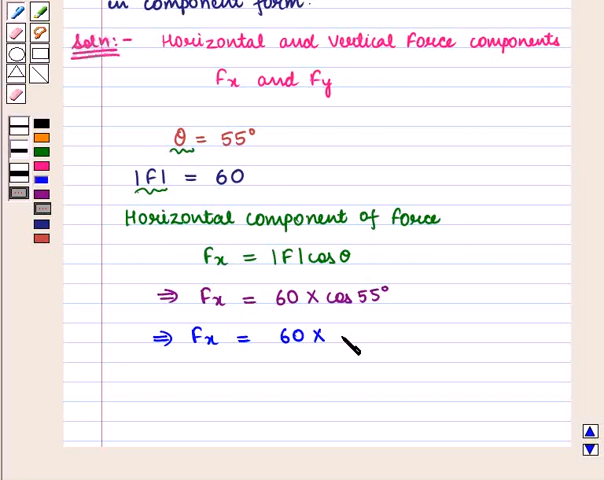 in component form.
Soln:- Horizontal and Vertical Force components
Fx and Fy
θ = 55°
|F| = 60
Horizontal component of force
Fx = |F| cos θ
⇒ Fx = 60 × cos 55°
⇒ Fx = 60 ×